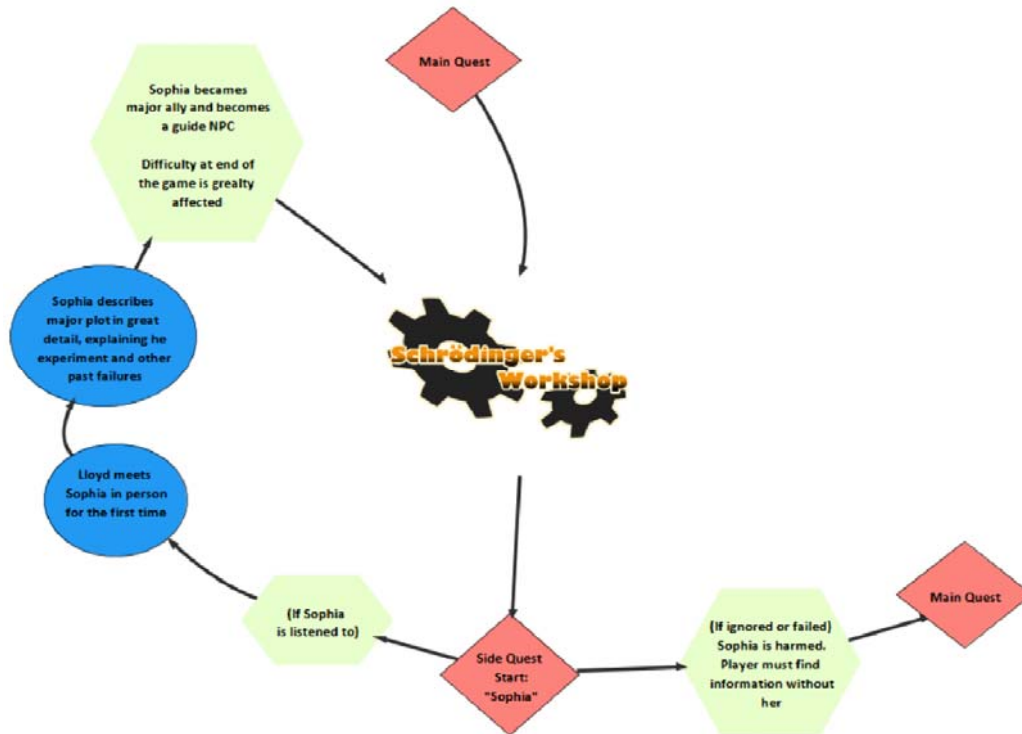 Main Quest
Sophia becames
major ally and becomes
a guide NPC
Difficulty at end of
the game is grealty
affected
Sophia describes
major plot in great
detail, explaining he
experiment and other
past failures
Schrödinger's
Workshop
Lloyd meets
Sophia in person
for the first time
(If Sophia
is listened to)
Side Quest
Start:
"Sophia"
(If ignored or failed)
Sophia is harmed.
Player must find
information without
her
Main Quest